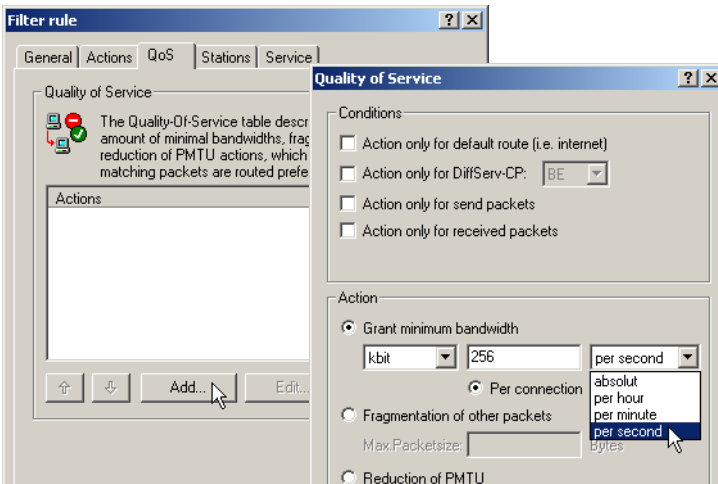 Filter rule
General Actions QoS Stations Service
Quality of Service
The Quality-Of-Service table descr
amount of minimal bandwidths, frag
reduction of PMTU actions, which
matching packets are routed prefe
Actions
Add...
Edit...
Quality of Service
Conditions
Action only for default route (i.e. internet)
Action only for DiffServ-CP: BE
Action only for send packets
Action only for received packets
Action
Grant minimum bandwidth
kbit 256 per second
absolut
per hour
per minute
per second
Per connection
Fragmentation of other packets
Max.Packetsize: Bytes
Reduction of PMTU